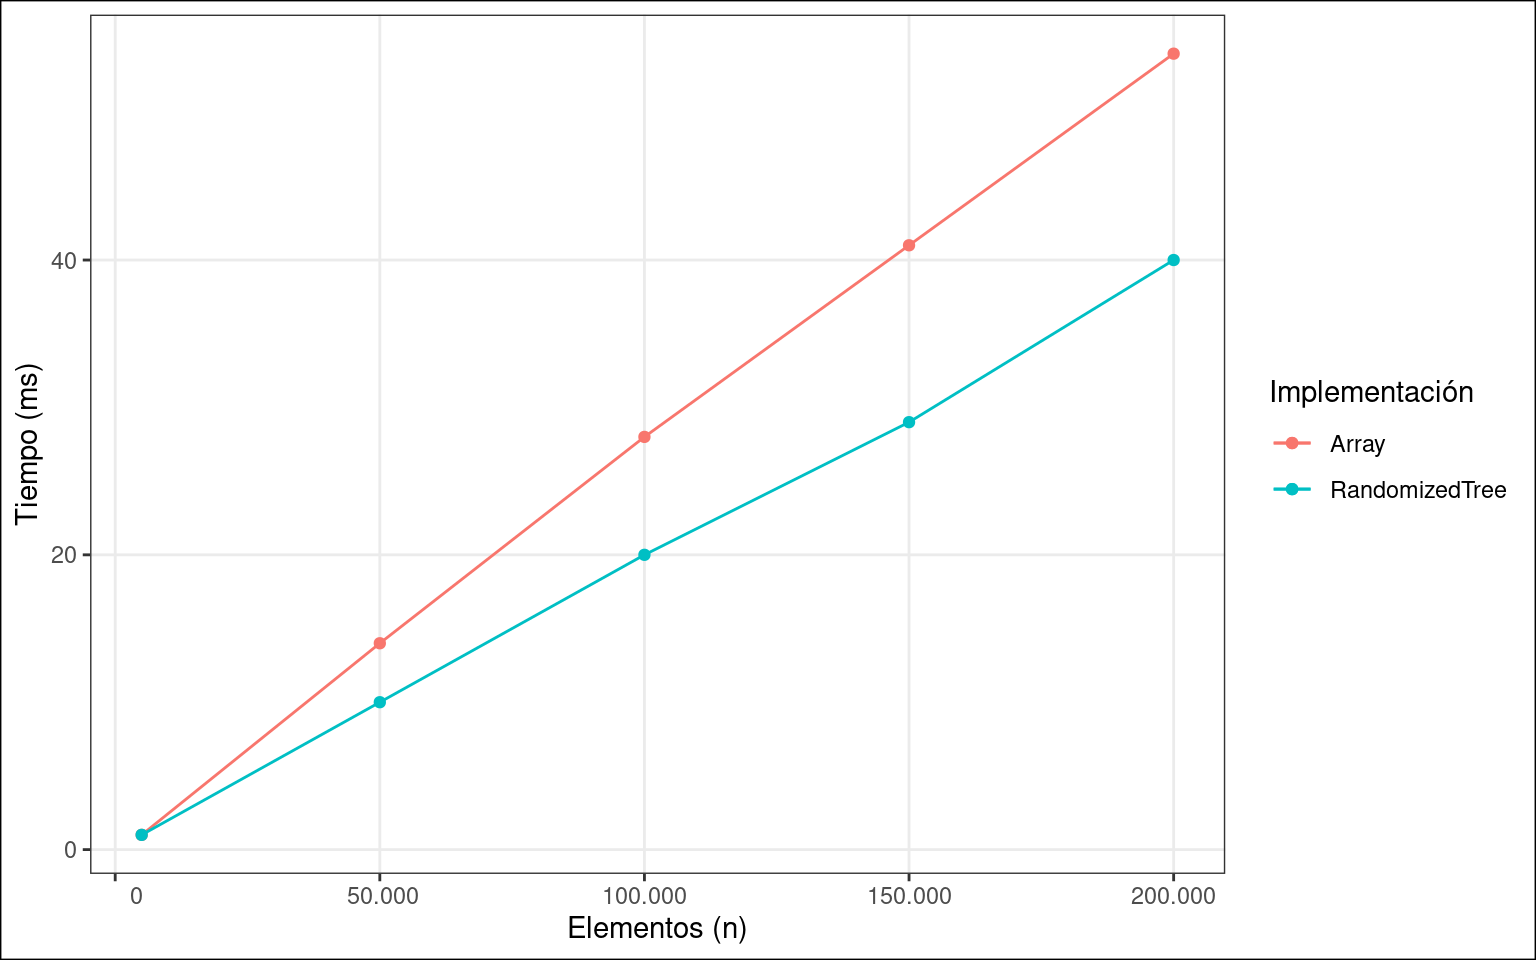 Tiempo (ms)
40
20
0
0 50.000 100.000 150.000 200.000
Elementos (n)
Implementación
Array
RandomizedTree